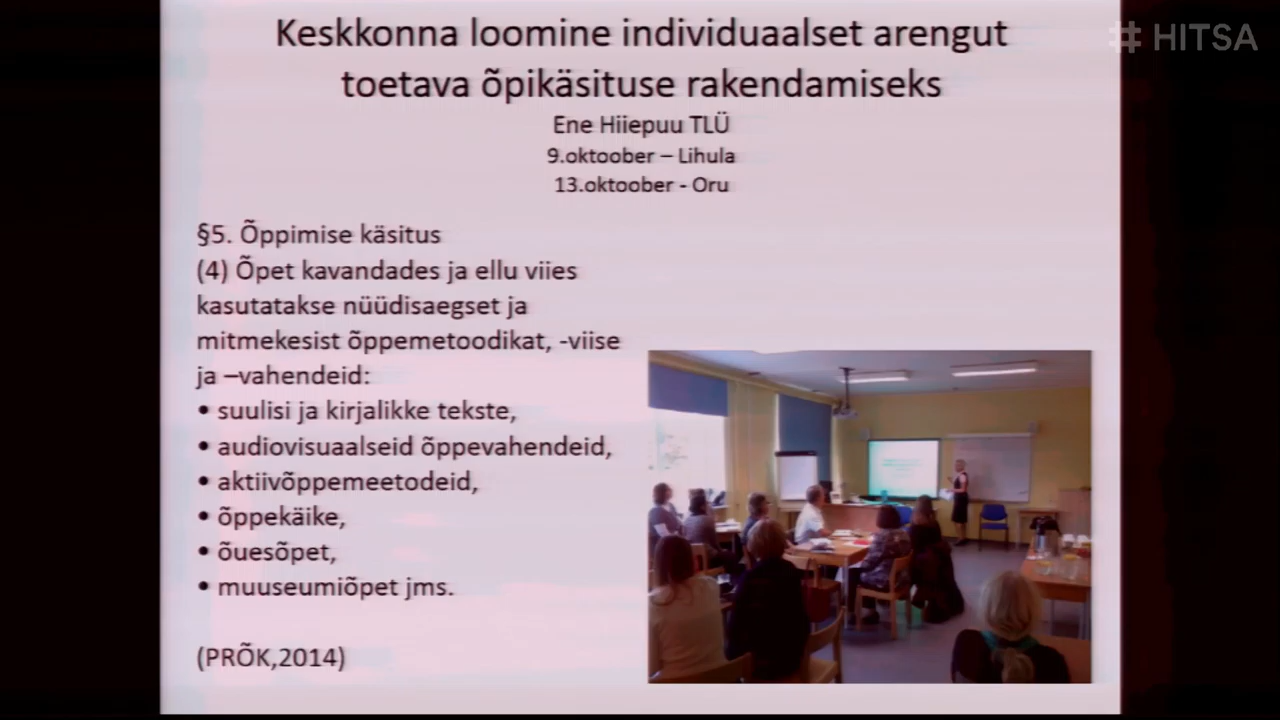 Keskkonna loomine individuaalset arengut
toetava õpikäsituse rakendamiseks
Ene Hiiepuu TLÜ
9.oktoober – Lihula
13.oktoober - Oru
§5. Õppimise käsitus
(4) Õpet kavandades ja ellu viies
kasutatakse nüüdisaegset ja
mitmekesist õppemetoodikat, -viise
ja –vahendeid:
• suulisi ja kirjalikke tekste,
• audiovisuaalseid õppevahendeid,
• aktiivõppemeetodeid,
• õppekäike,
• õuesõpet,
• muuseumiõpet jms.
(PRÕK,2014)
# HITSA